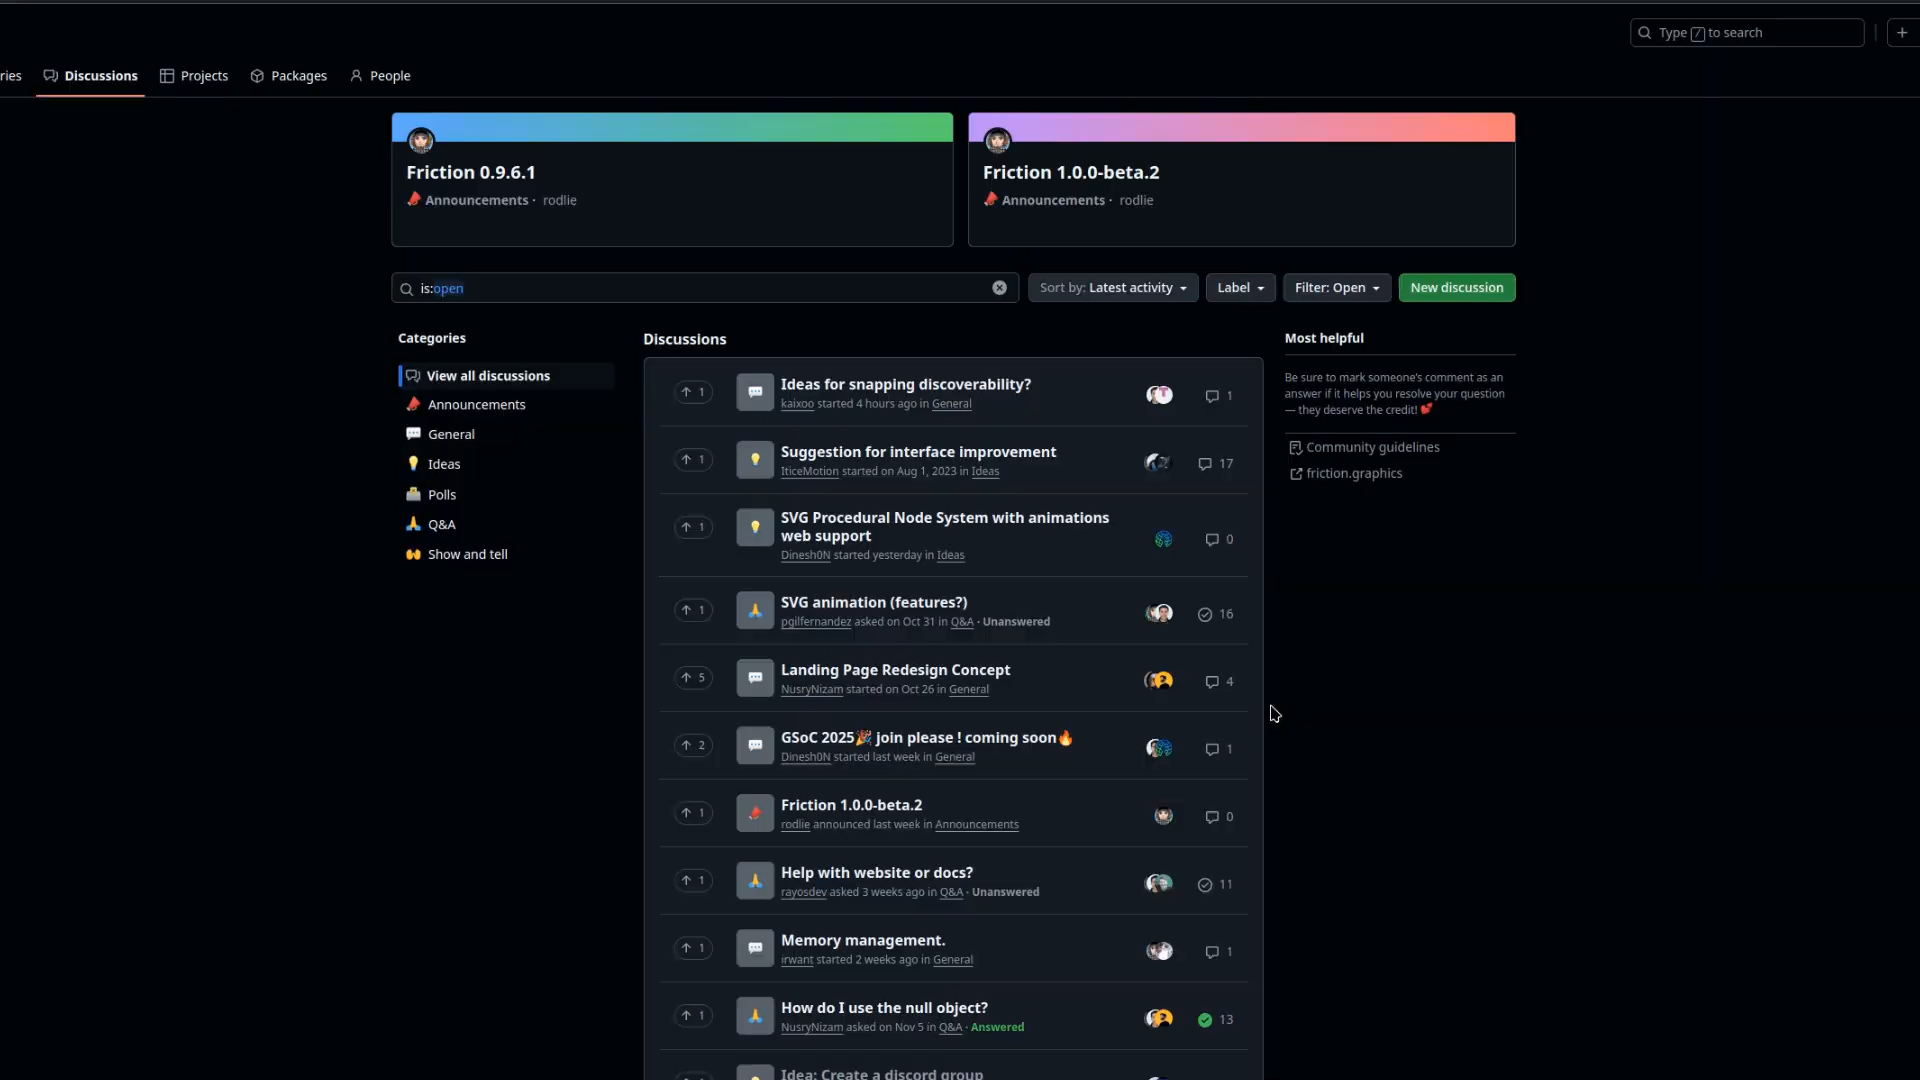 Type / to search
ries Discussions Projects Packages People
Friction 0.9.6.1
Announcements · rodlie
Friction 1.0.0-beta.2
Announcements · rodlie
is:open
Sort by: Latest activity Label Filter: Open New discussion
Categories
View all discussions
Announcements
General
Ideas
Polls
Q&A
Show and tell
Discussions
1 Ideas for snapping discoverability? 1
kaixoo started 4 hours ago in General
1 Suggestion for interface improvement 17
IticeMotion started on Aug 1, 2023 in Ideas
1 SVG Procedural Node System with animations
web support 0
Dinesh0N started yesterday in Ideas
1 SVG animation (features?) 16
pgilfernandez asked on Oct 31 in Q&A · Unanswered
5 Landing Page Redesign Concept 4
NusryNizam started on Oct 26 in General
2 GSoC 2025🎉 join please ! coming soon🔥 1
Dinesh0N started last week in General
1 Friction 1.0.0-beta.2 0
rodlie announced last week in Announcements
1 Help with website or docs? 11
rayosdev asked 3 weeks ago in Q&A · Unanswered
1 Memory management. 1
irwant started 2 weeks ago in General
1 How do I use the null object? 13
NusryNizam asked on Nov 5 in Q&A · Answered
Idea: Create a discord group
Most helpful
Be sure to mark someone's comment as an
answer if it helps you resolve your question
— they deserve the credit! 💕
Community guidelines
friction.graphics